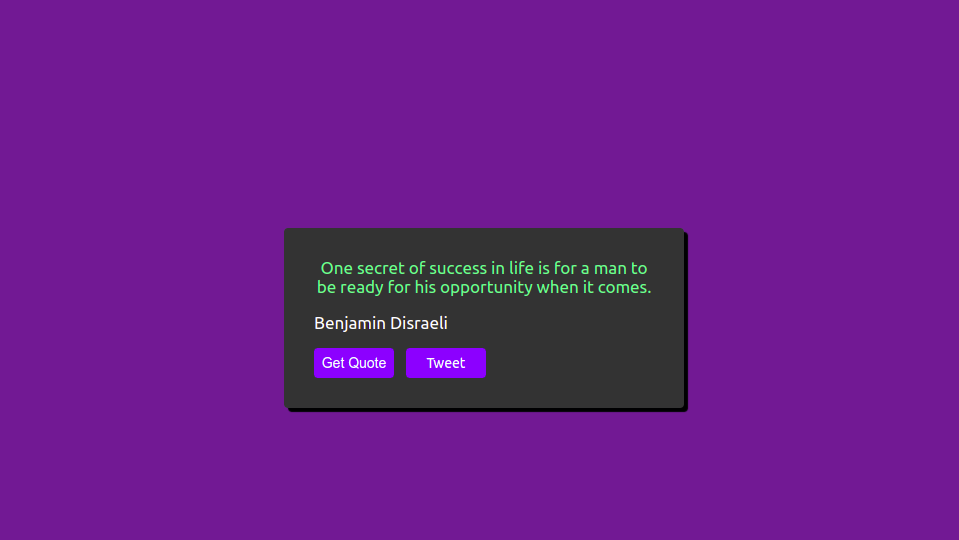 One secret of success in life is for a man to
be ready for his opportunity when it comes.
Benjamin Disraeli
Get Quote Tweet